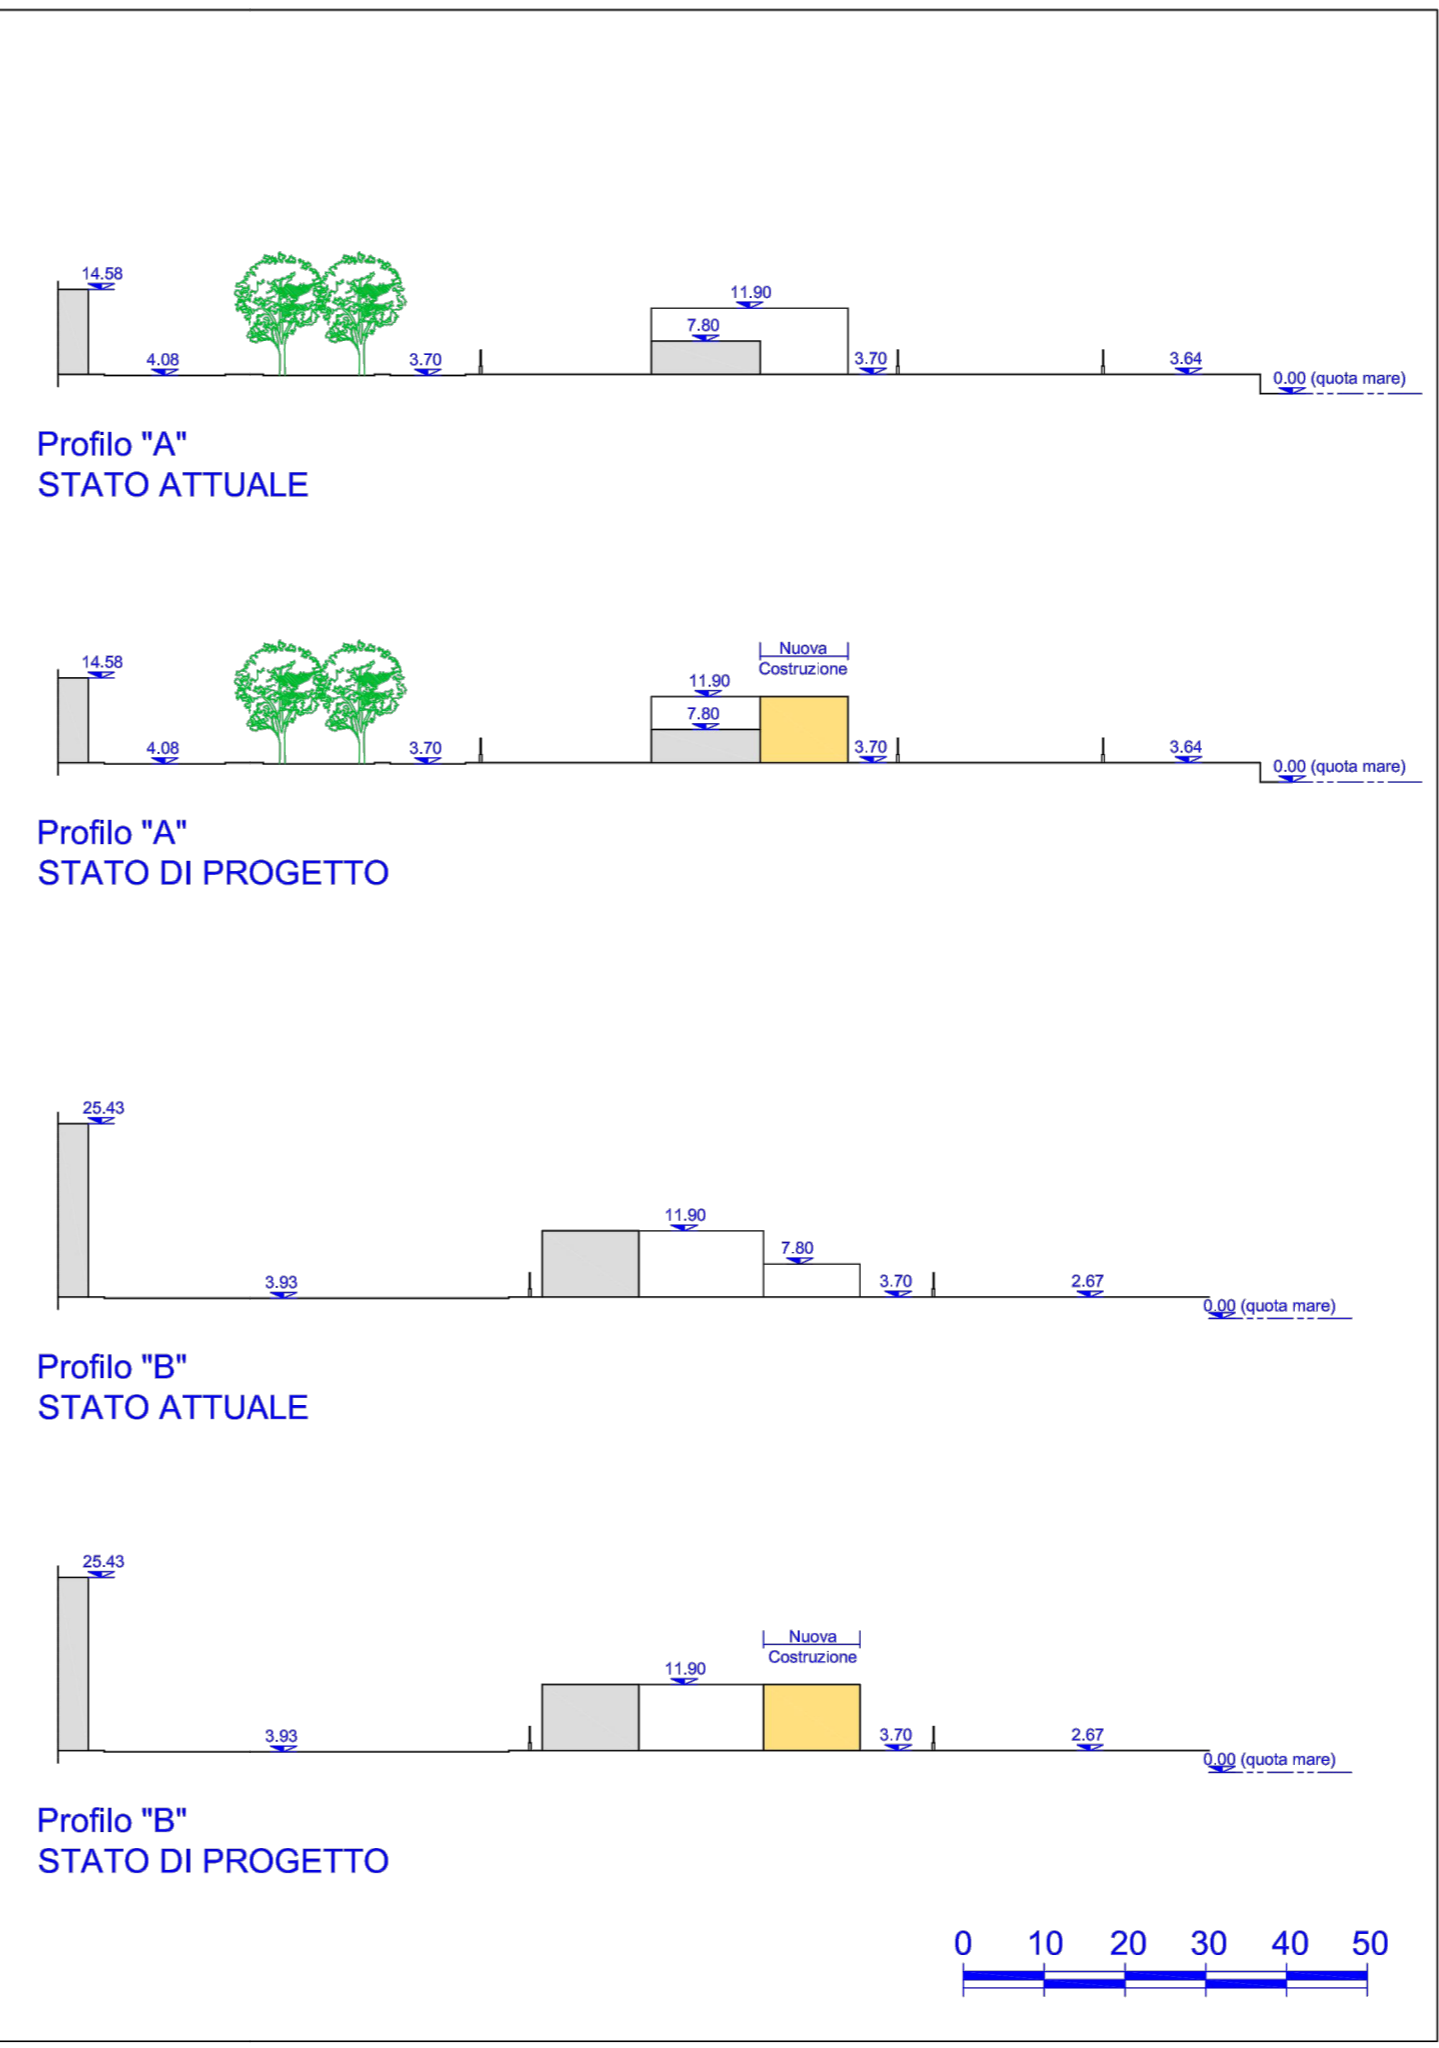 14.58
11.90
7.80
4.08
3.70
3.70
3.64
0.00 (quota mare)
Profilo "A"
STATO ATTUALE
Nuova
Costruzione
14.58
11.90
7.80
4.08
3.70
3.70
3.64
0.00 (quota mare)
Profilo "A"
STATO DI PROGETTO
25.43
11.90
7.80
3.93
3.70
2.67
0.00 (quota mare)
Profilo "B"
STATO ATTUALE
25.43
Nuova
Costruzione
11.90
3.93
3.70
2.67
0.00 (quota mare)
Profilo "B"
STATO DI PROGETTO
0 10 20 30 40 50